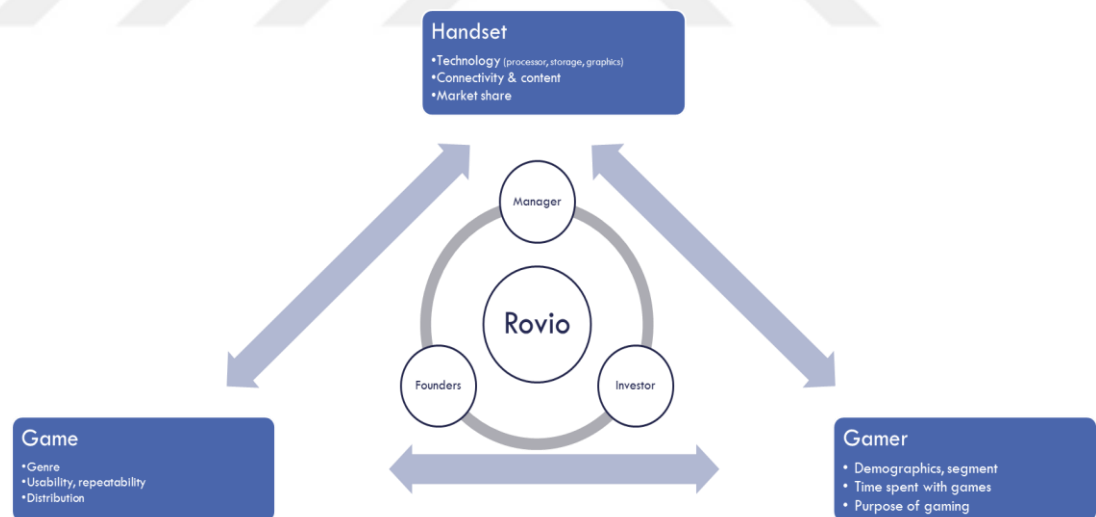 Handset
•Technology (processor, storage, graphics)
•Connectivity & content
•Market share
Manager
Rovio
Founders
Investor
Game
•Genre
•Usability, repeatability
•Distribution
Gamer
• Demographics, segment
• Time spent with games
• Purpose of gaming